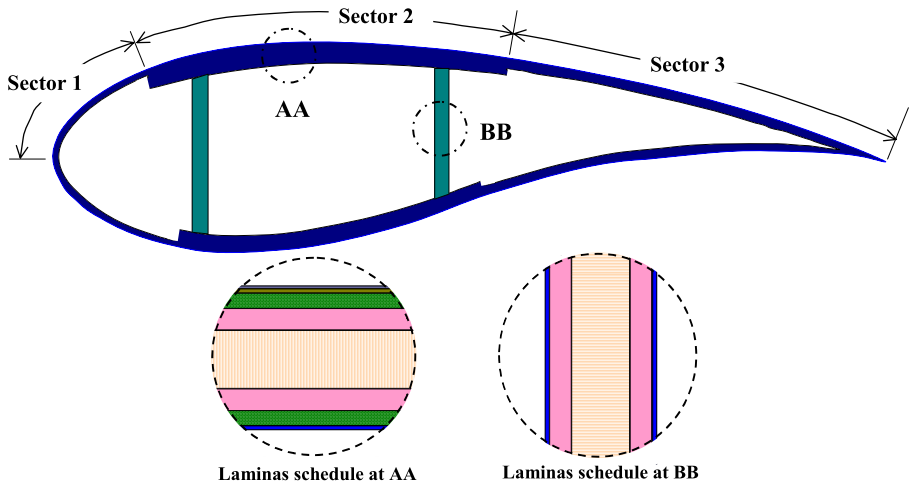 Sector 2
Sector 1
Sector 3
AA
BB
Laminas schedule at AA
Laminas schedule at BB